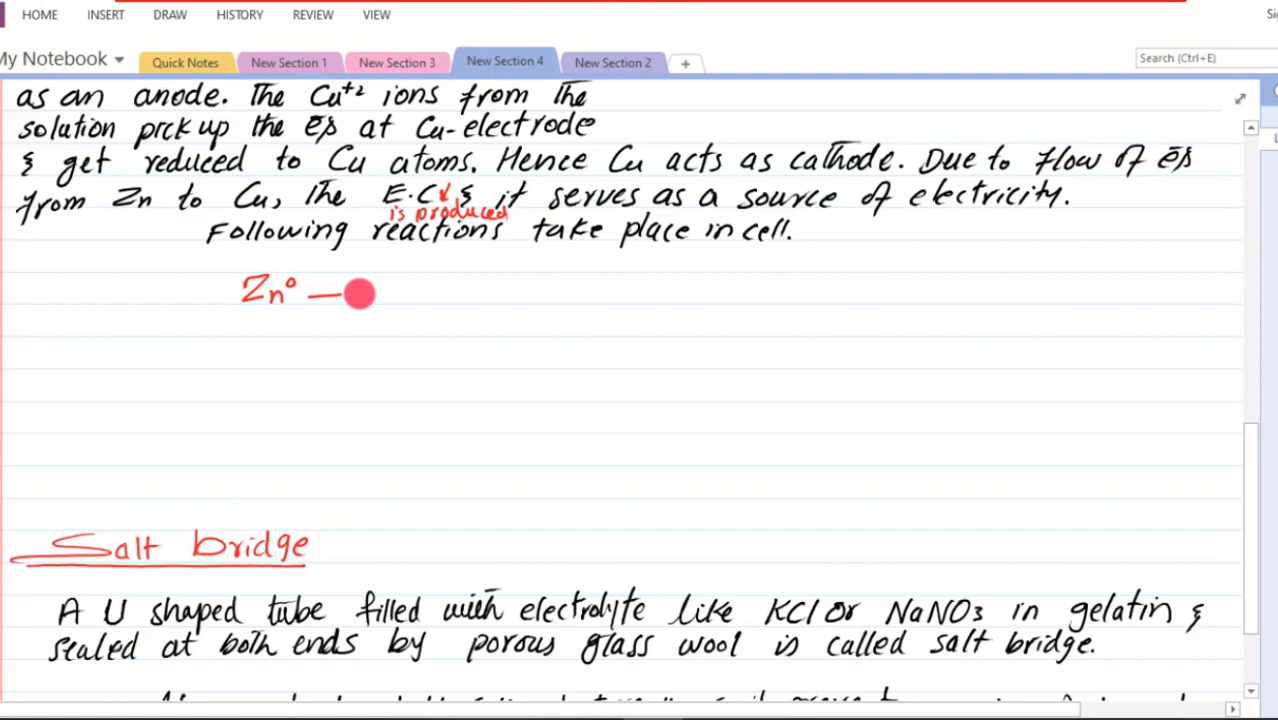 HOME INSERT DRAW HISTORY REVIEW VIEW
My Notebook Quick Notes New Section 1 New Section 3 New Section 4 New Section 2 + Search (Ctrl+E)
as an anode. The Cu⁺² ions from the
solution pick up the ēs at Cu-electrode
& get reduced to Cu atoms. Hence Cu acts as cathode. Due to flow of ēs
from Zn to Cu, the E.C & it serves as a source of electricity.
is produced
Following reactions take place in cell.
Zn⁰ —
Salt bridge
A U shaped tube filled with electrolyte like KCl or NaNO₃ in gelatin &
sealed at both ends by porous glass wool is called salt bridge.